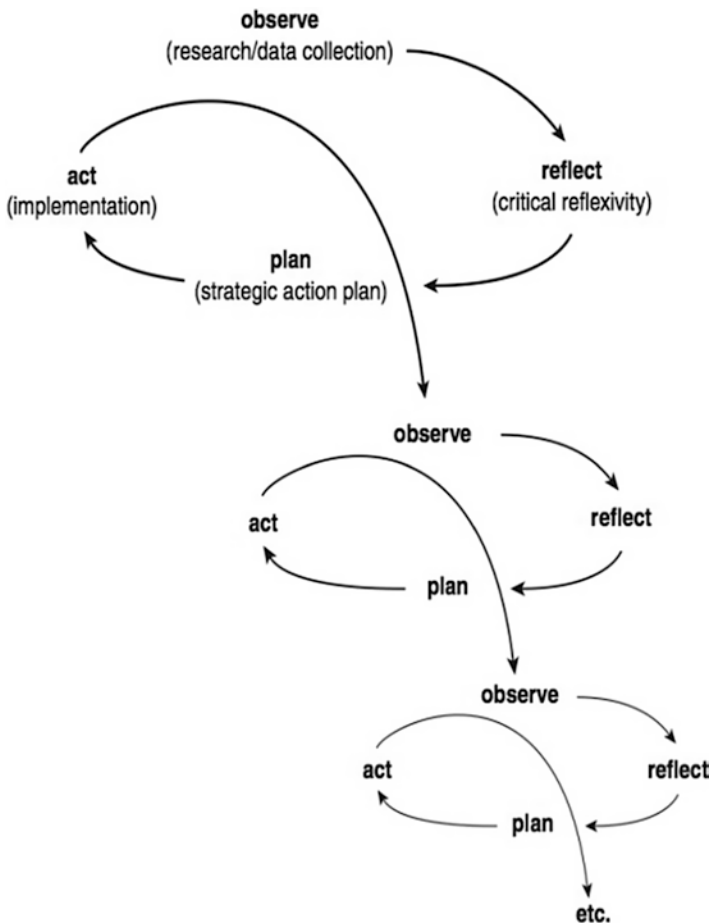 observe
(research/data collection)
reflect
(critical reflexivity)
act
(implementation)
plan
(strategic action plan)
observe
reflect
act
plan
observe
reflect
act
plan
etc.